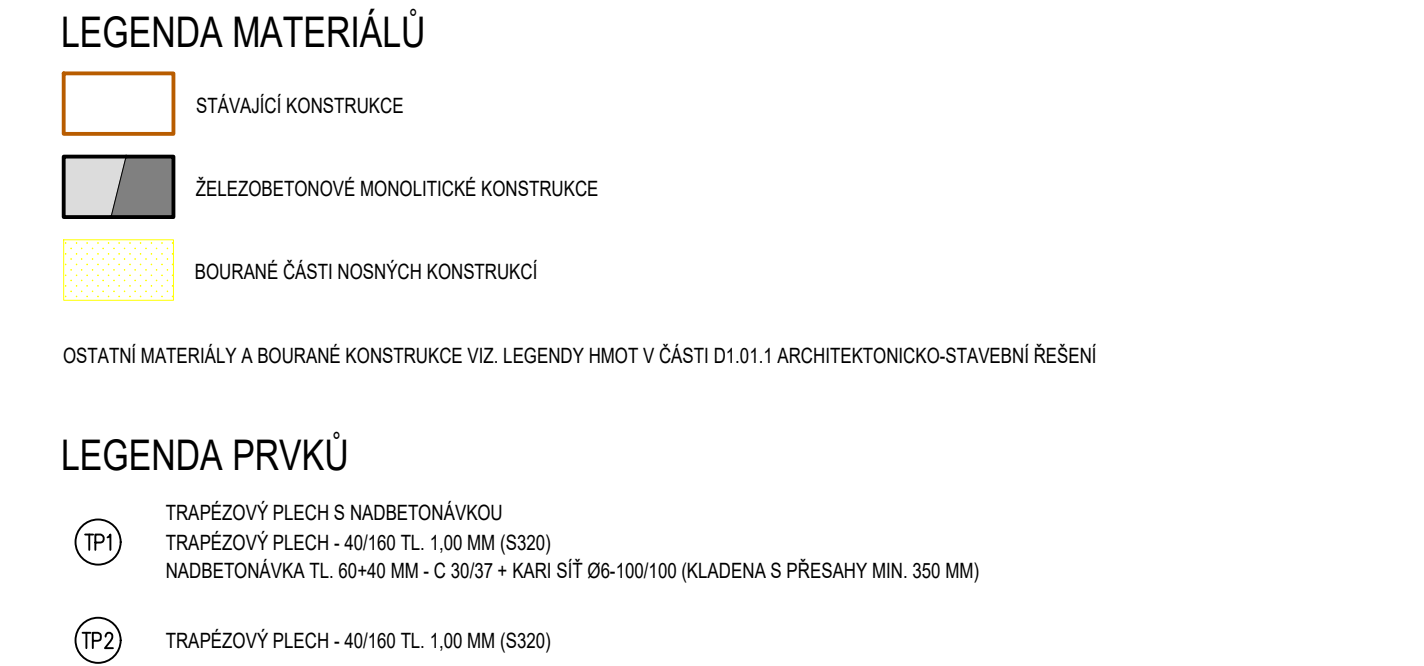 LEGENDA MATERIÁLŮ
STÁVAJÍCÍ KONSTRUKCE
ŽELEZOBETONOVÉ MONOLITICKÉ KONSTRUKCE
BOURANÉ ČÁSTI NOSNÝCH KONSTRUKCÍ
OSTATNÍ MATERIÁLY A BOURANÉ KONSTRUKCE VIZ. LEGENDY HMOT V ČÁSTI D1.01.1 ARCHITEKTONICKO-STAVEBNÍ ŘEŠENÍ
LEGENDA PRVKŮ
TRAPÉZOVÝ PLECH S NADBETONÁVKOU
TP1 TRAPÉZOVÝ PLECH - 40/160 TL. 1,00 MM (S320)
NADBETONÁVKA TL. 60+40 MM - C 30/37 + KARI SÍŤ Ø6-100/100 (KLADENA S PŘESAHY MIN. 350 MM)
TP2 TRAPÉZOVÝ PLECH - 40/160 TL. 1,00 MM (S320)